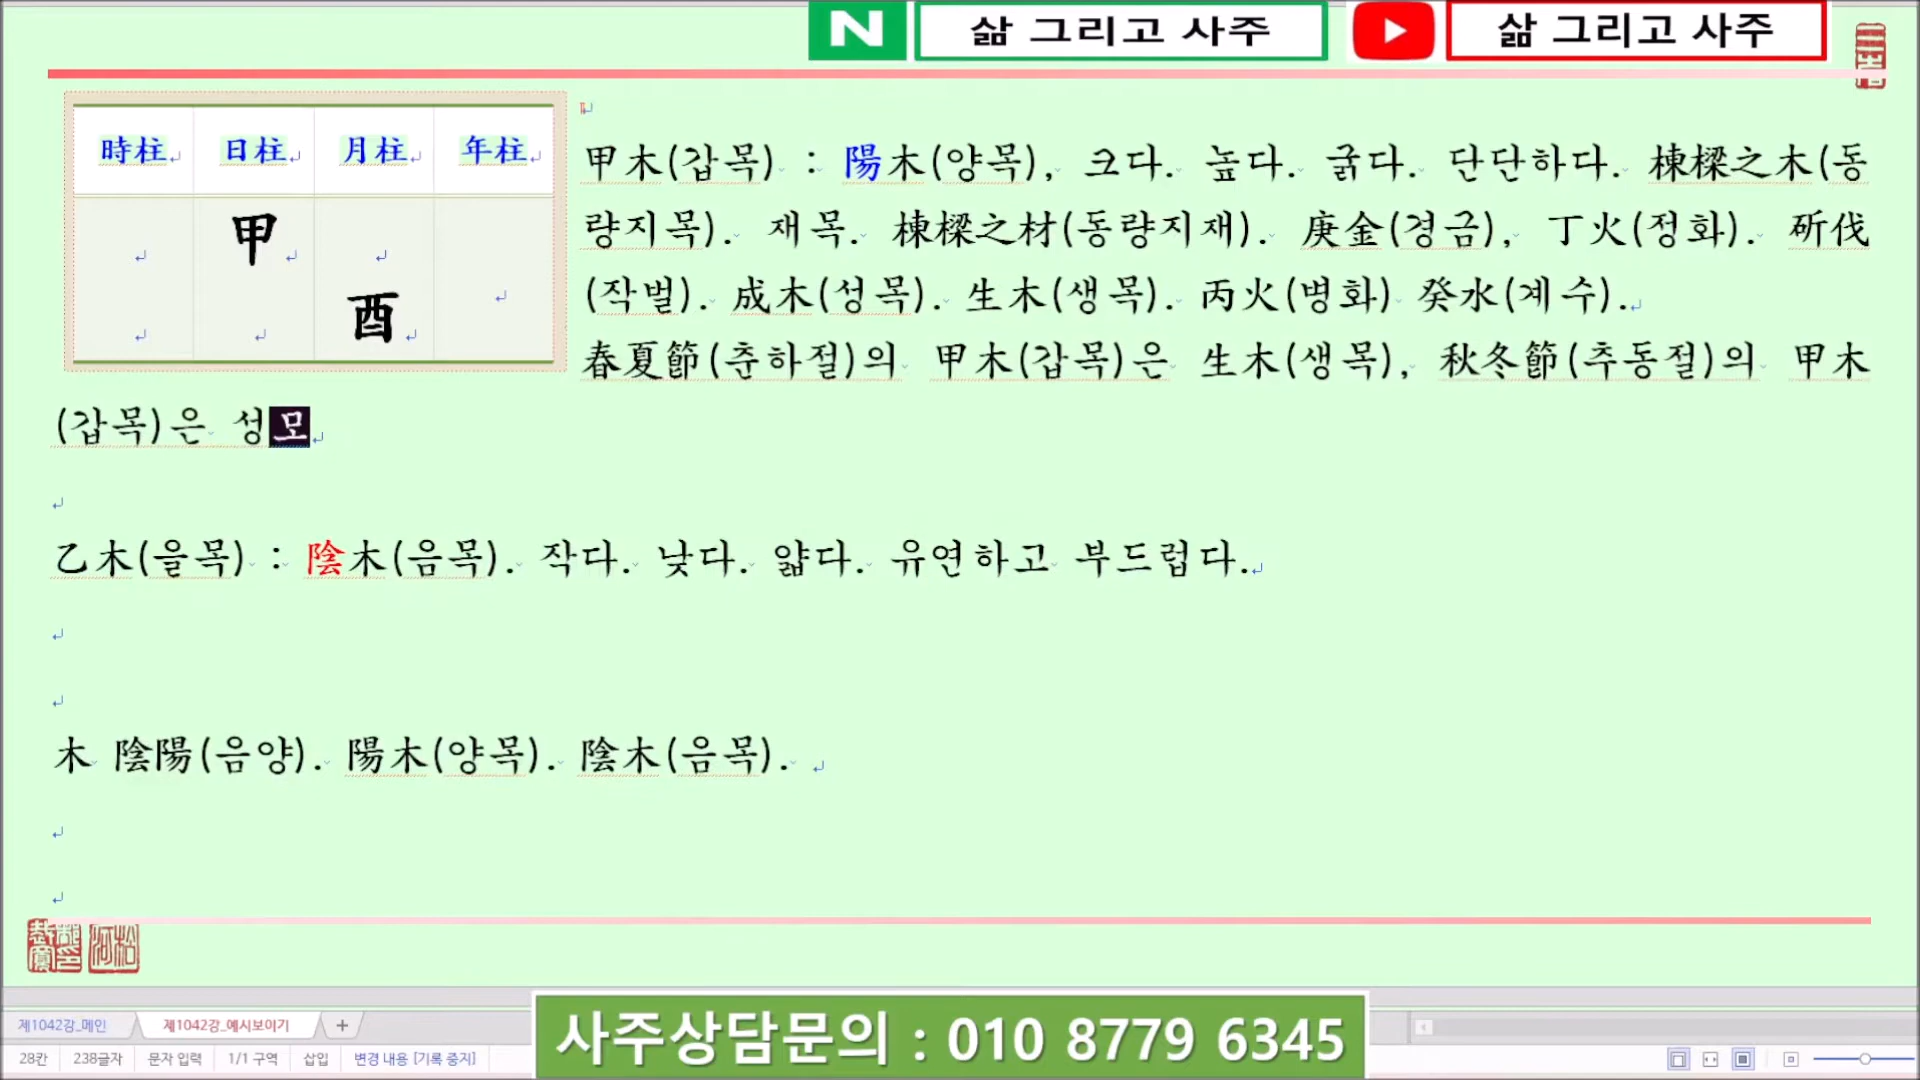 N 삶 그리고 사주 삶 그리고 사주
時柱 日柱 月柱 年柱
甲
酉
甲木(갑목) : 陽木(양목), 크다. 높다. 굵다. 단단하다. 棟樑之木(동
량지목). 재목. 棟樑之材(동량지재). 庚金(경금), 丁火(정화). 斫伐
(작벌). 成木(성목). 生木(생목). 丙火(병화) 癸水(계수).
春夏節(춘하절)의 甲木(갑목)은 生木(생목), 秋冬節(추동절)의 甲木
(갑목)은 성모
乙木(을목) : 陰木(음목). 작다. 낮다. 얇다. 유연하고 부드럽다.
木 陰陽(음양). 陽木(양목). 陰木(음목).
제1042강_메인 제1042강_예시보이기 +
28칸 238글자 문자 입력 1/1 구역 삽입 변경 내용 [기록 중지]
사주상담문의 : 010 8779 6345